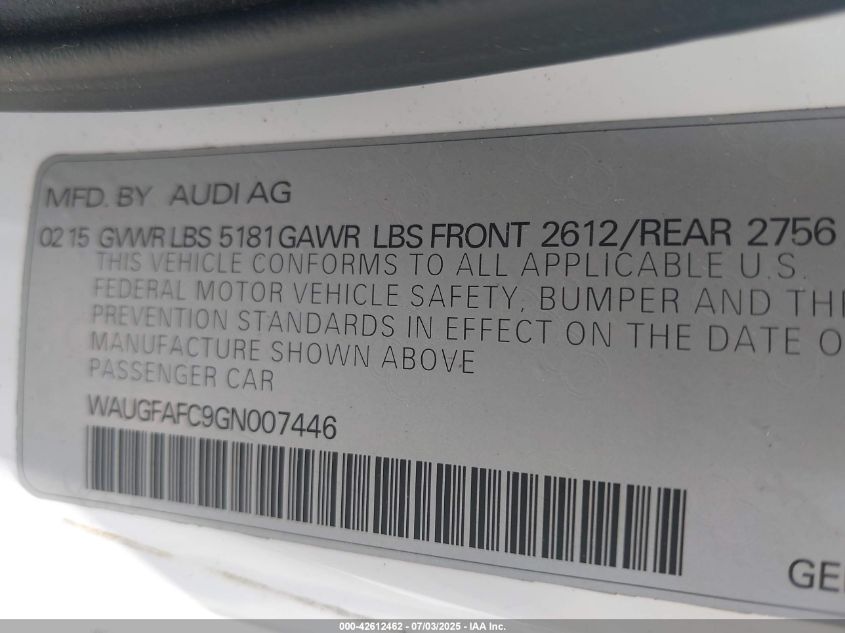 MFD. BY AUDI AG
02 15 GVWR LBS 5181 GAWR LBS FRONT 2612/REAR 2756
THIS VEHICLE CONFORMS TO ALL APPLICABLE U.S.
FEDERAL MOTOR VEHICLE SAFETY, BUMPER AND
PREVENTION STANDARDS IN EFFECT ON THE DATE
MANUFACTURE SHOWN ABOVE
PASSENGER CAR
WAUGFAFC9GN007446
000-42612462 - 07/03/2025 - IAA Inc.